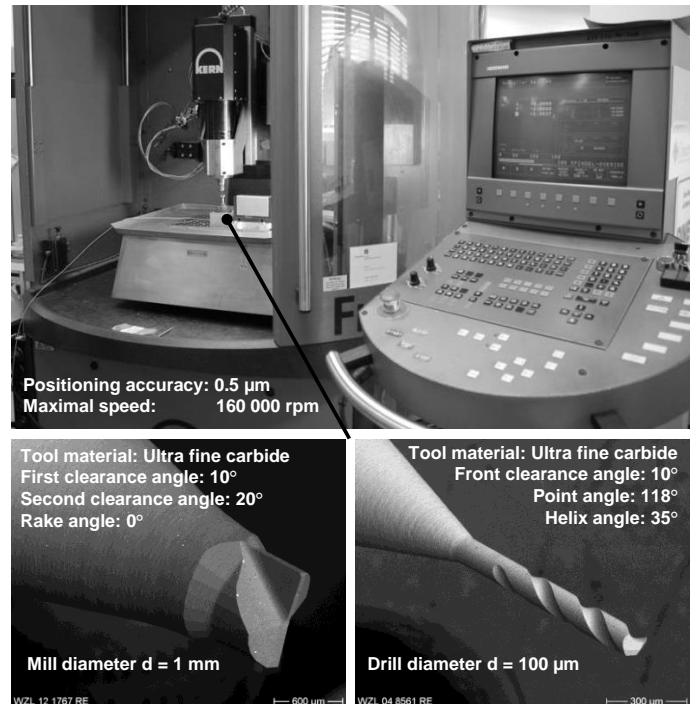 KERN
Fr
Positioning accuracy: 0.5 µm
Maximal speed: 160 000 rpm
Tool material: Ultra fine carbide
First clearance angle: 10°
Second clearance angle: 20°
Rake angle: 0°
Mill diameter d = 1 mm
WZL 12 1767 RE
600 µm
Tool material: Ultra fine carbide
Front clearance angle: 10°
Point angle: 118°
Helix angle: 35°
Drill diameter d = 100 µm
WZL 04 8561 RE
300 µm